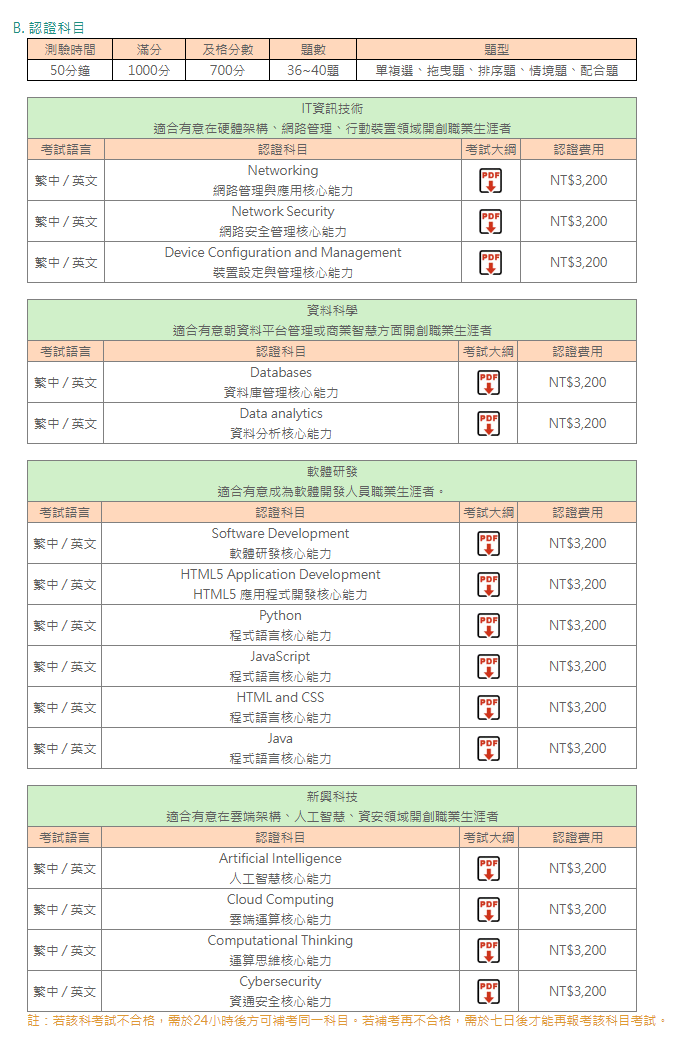 B. 認證科目
測驗時間 滿分 及格分數 題數 題型
50分鐘 1000分 700分 36~40題 單複選、拖曳題、排序題、情境題、配合題
IT資訊技術
適合有意在硬體架構、網路管理、行動裝置領域開創職業生涯者
考試語言 認證科目 考試大綱 認證費用
繁中 / 英文 Networking PDF NT$3,200
網路管理與應用核心能力
繁中 / 英文 Network Security PDF NT$3,200
網路安全管理核心能力
繁中 / 英文 Device Configuration and Management PDF NT$3,200
裝置設定與管理核心能力
資料科學
適合有意朝資料平台管理或商業智慧方面開創職業生涯者
考試語言 認證科目 考試大綱 認證費用
繁中 / 英文 Databases PDF NT$3,200
資料庫管理核心能力
繁中 / 英文 Data analytics PDF NT$3,200
資料分析核心能力
軟體研發
適合有意成為軟體開發人員職業生涯者。
考試語言 認證科目 考試大綱 認證費用
繁中 / 英文 Software Development PDF NT$3,200
軟體研發核心能力
繁中 / 英文 HTML5 Application Development PDF NT$3,200
HTML5 應用程式開發核心能力
繁中 / 英文 Python PDF NT$3,200
程式語言核心能力
繁中 / 英文 JavaScript PDF NT$3,200
程式語言核心能力
繁中 / 英文 HTML and CSS PDF NT$3,200
程式語言核心能力
繁中 / 英文 Java PDF NT$3,200
程式語言核心能力
新興科技
適合有意在雲端架構、人工智慧、資安領域開創職業生涯者
考試語言 認證科目 考試大綱 認證費用
繁中 / 英文 Artificial Intelligence PDF NT$3,200
人工智慧核心能力
繁中 / 英文 Cloud Computing PDF NT$3,200
雲端運算核心能力
繁中 / 英文 Computational Thinking PDF NT$3,200
運算思維核心能力
繁中 / 英文 Cybersecurity PDF NT$3,200
資通安全核心能力
註：若該科考試不合格，需於24小時後方可補考同一科目。若補考再不合格，需於七日後才能再報考該科目考試。